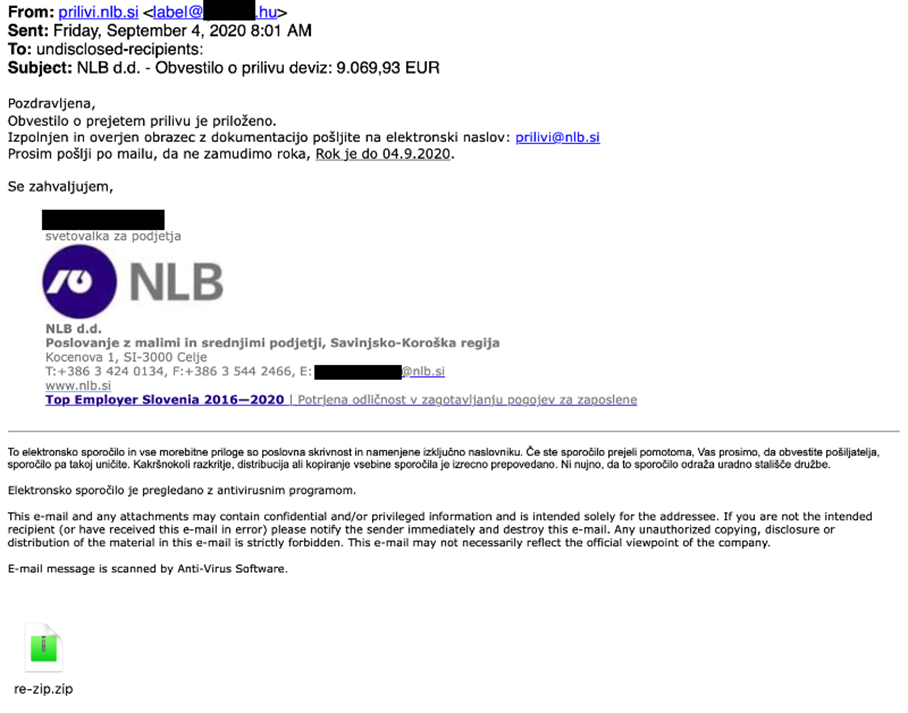 From: prilivi.nlb.si <label@ .hu>
Sent: Friday, September 4, 2020 8:01 AM
To: undisclosed-recipients:
Subject: NLB d.d. - Obvestilo o prilivu deviz: 9.069,93 EUR
Pozdravljena,
Obvestilo o prejetem prilivu je priloženo.
Izpolnjen in overjen obrazec z dokumentacijo pošljite na elektronski naslov: prilivi@nlb.si
Prosim pošlji po mailu, da ne zamudimo roka, Rok je do 04.9.2020.
Se zahvaljujem,
svetovalka za podjetja
NLB
NLB d.d.
Poslovanje z malimi in srednjimi podjetji, Savinjsko-Koroška regija
Kocenova 1, SI-3000 Celje
T:+386 3 424 0134, F:+386 3 544 2466, E: @nlb.si
www.nlb.si
Top Employer Slovenia 2016—2020 | Potrjena odličnost v zagotavljanju pogojev za zaposlene
To elektronsko sporočilo in vse morebitne priloge so poslovna skrivnost in namenjene izključno naslovniku. Če ste sporočilo prejeli pomotoma, Vas prosimo, da obvestite pošiljatelja,
sporočilo pa takoj uničite. Kakršnokoli razkritje, distribucija ali kopiranje vsebine sporočila je izrecno prepovedano. Ni nujno, da to sporočilo odraža uradno stališče družbe.
Elektronsko sporočilo je pregledano z antivirusnim programom.
This e-mail and any attachments may contain confidential and/or privileged information and is intended solely for the addressee. If you are not the intended
recipient (or have received this e-mail in error) please notify the sender immediately and destroy this e-mail. Any unauthorized copying, disclosure or
distribution of the material in this e-mail is strictly forbidden. This e-mail may not necessarily reflect the official viewpoint of the company.
E-mail message is scanned by Anti-Virus Software.
re-zip.zip